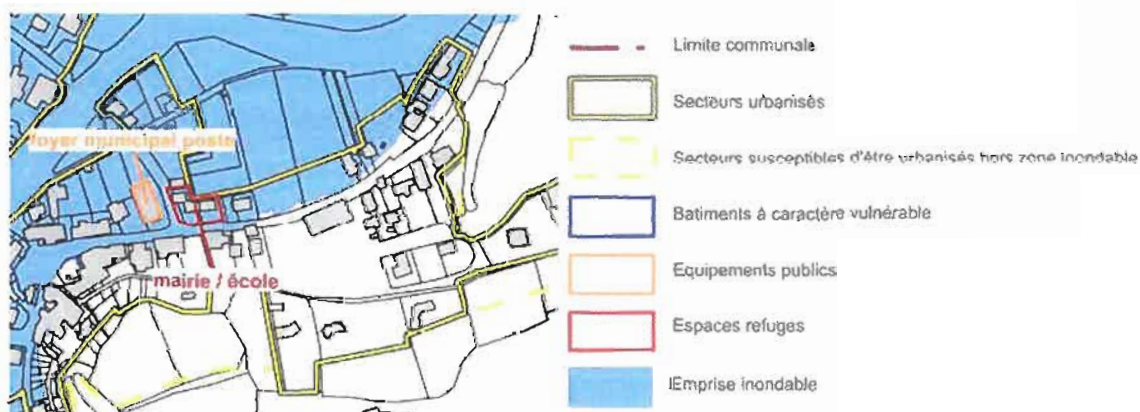 foyer municipal poste
mairie / école
Limite communale
Secteurs urbanisés
Secteurs susceptibles d'être urbanisés hors zone inondable
Batiments à caractère vulnérable
Equipements publics
Espaces refuges
Emprise inondable